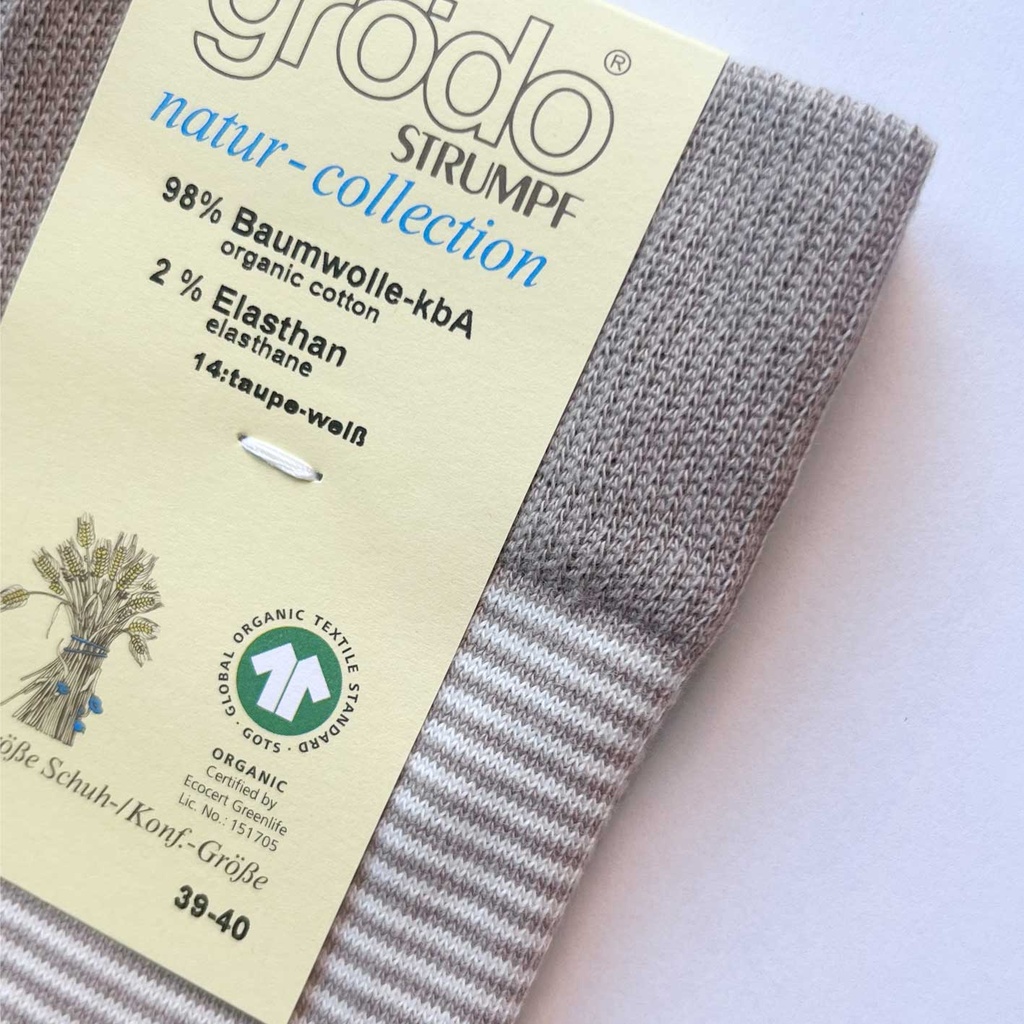 grödo®
STRUMPF
natur-collection
98% Baumwolle-kbA
organic cotton
2 % Elasthan
elasthane
14:taupe-weiß
GLOBAL ORGANIC TEXTILE STANDARD · GOTS ·
ORGANIC
Certified by
Ecocert Greenlife
Lic. No.: 151705
öße Schuh-/Konf.-Größe
39-40